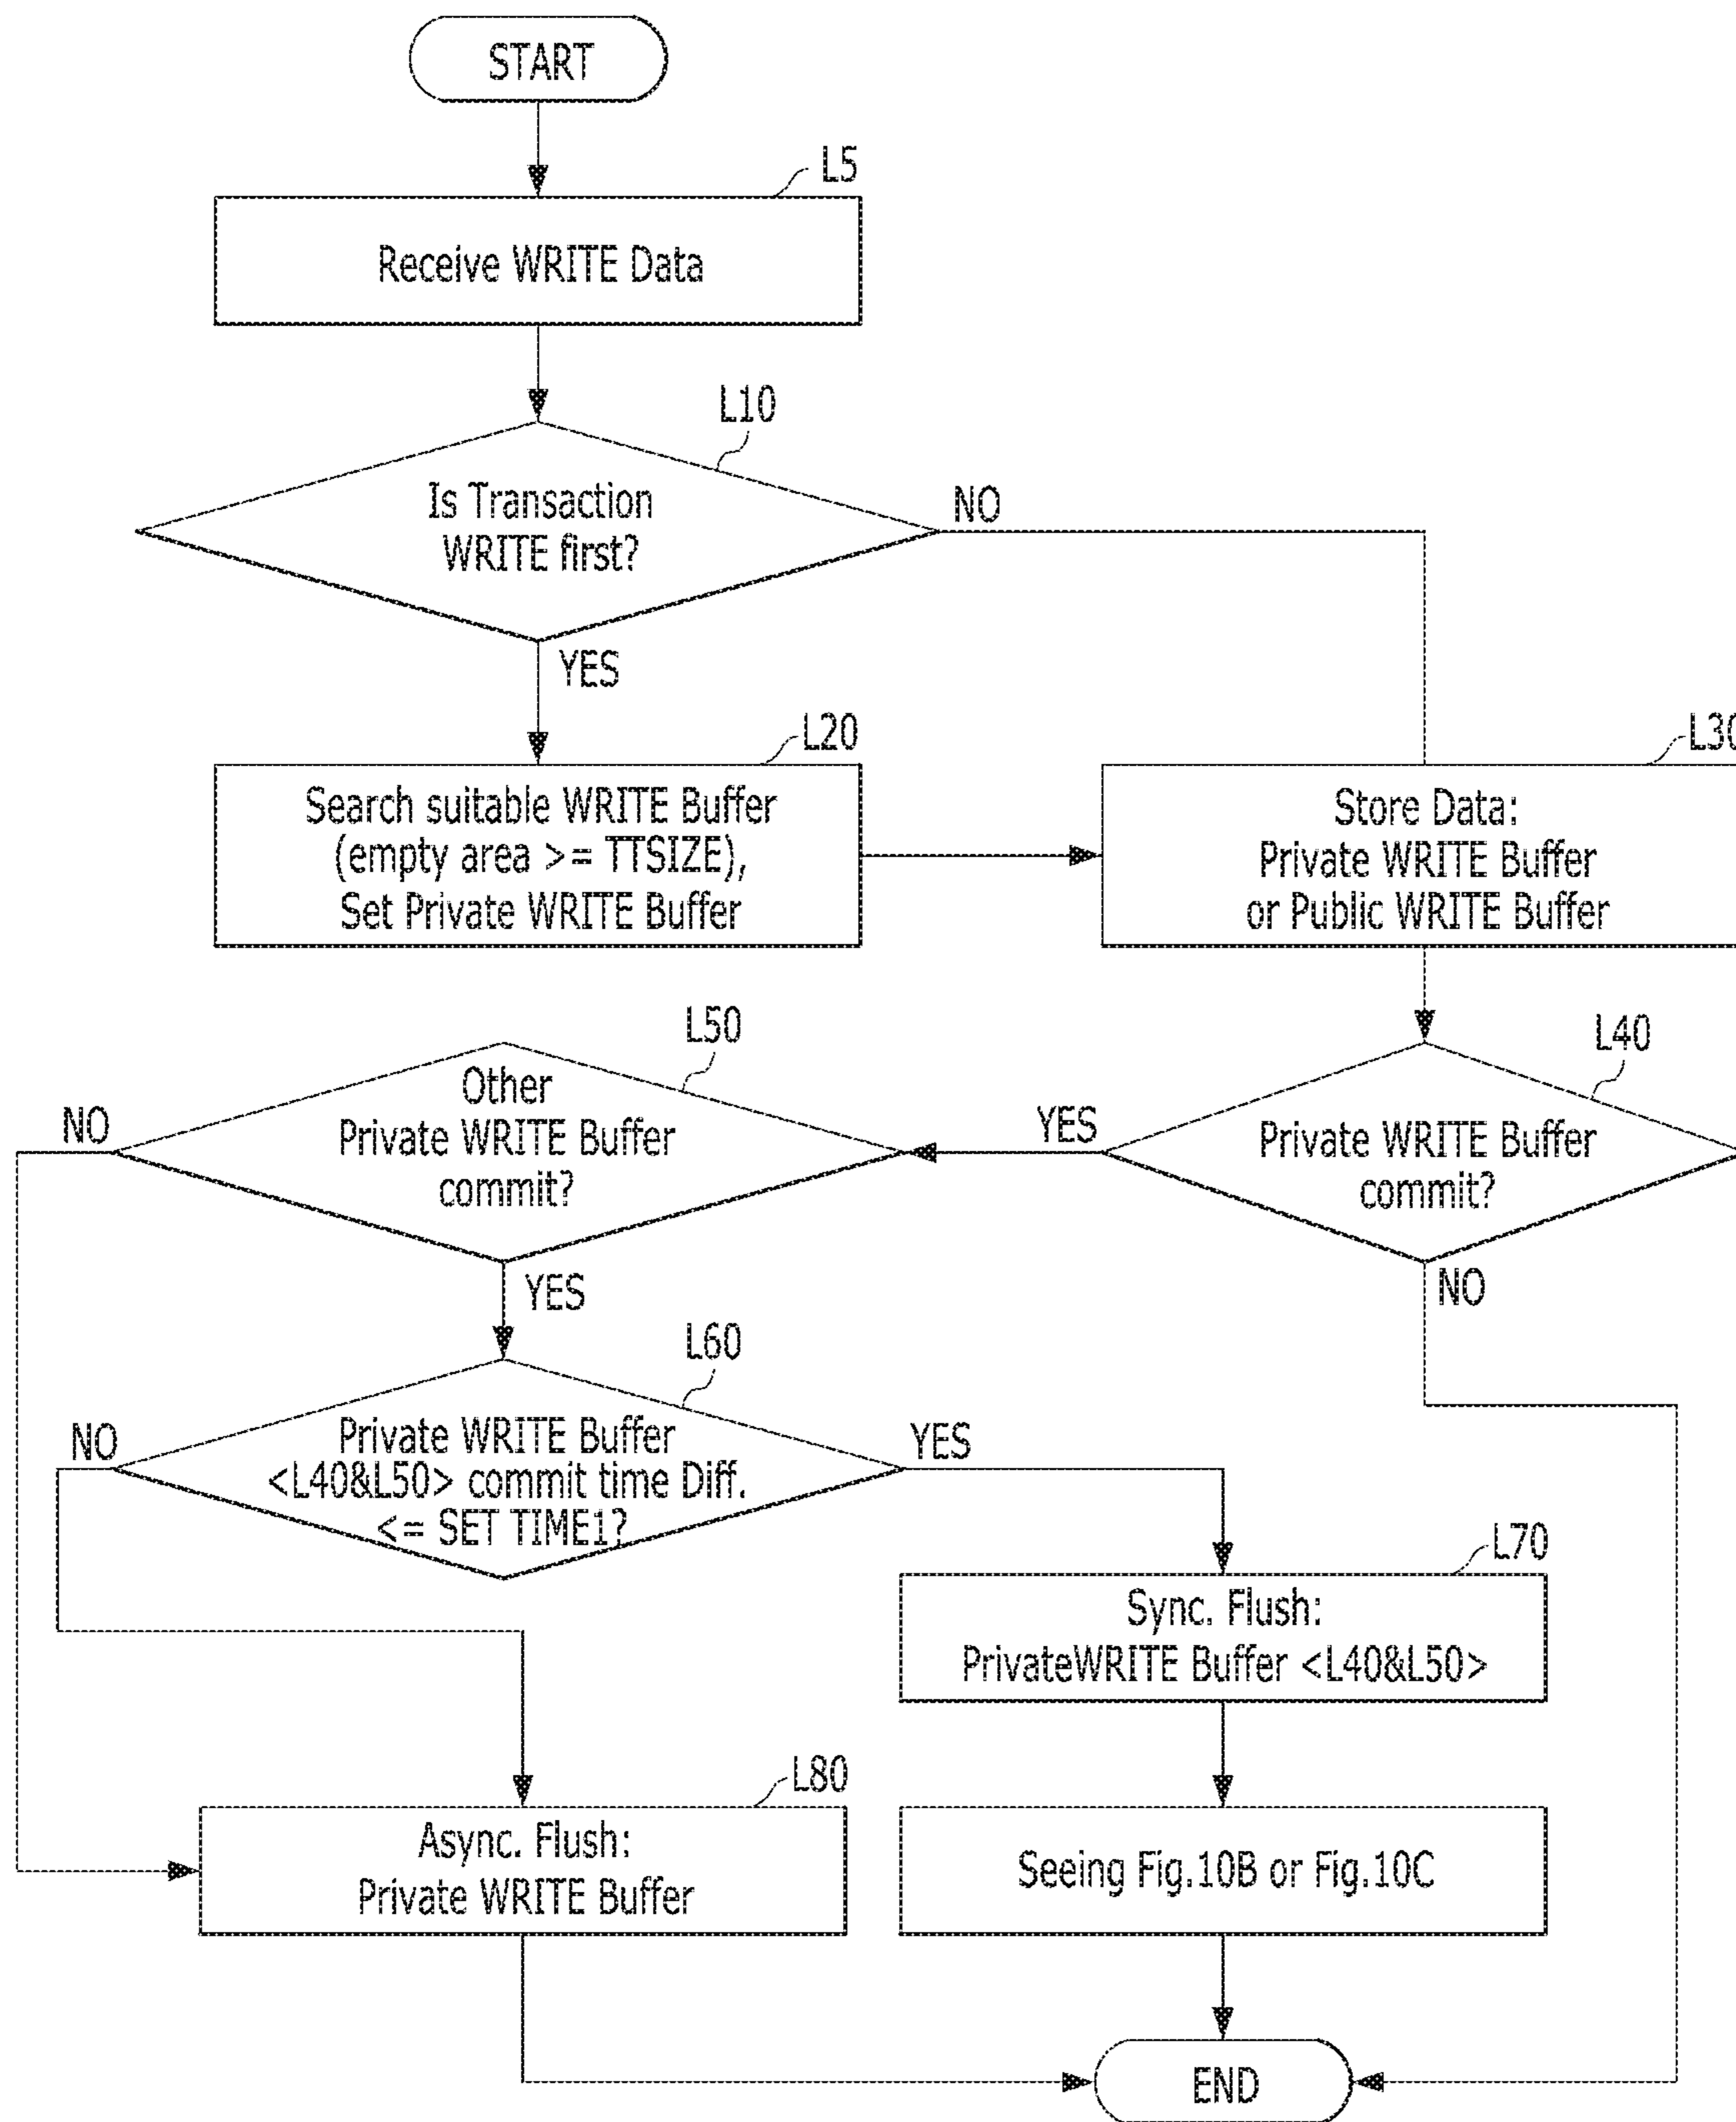 START
L5
Receive WRITE Data
L10
Is Transaction
WRITE first?
NO
YES
L20
Search suitable WRITE Buffer
(empty area >= TTSIZE),
Set Private WRITE Buffer
L30
Store Data:
Private WRITE Buffer
or Public WRITE Buffer
L50
Other
Private WRITE Buffer
commit?
NO
YES
L40
Private WRITE Buffer
commit?
YES
NO
L60
Private WRITE Buffer
<L40&L50> commit time Diff.
<= SET TIME1?
NO
YES
L70
Sync. Flush:
PrivateWRITE Buffer <L40&L50>
L80
Async. Flush:
Private WRITE Buffer
Seeing Fig.10B or Fig.10C
END